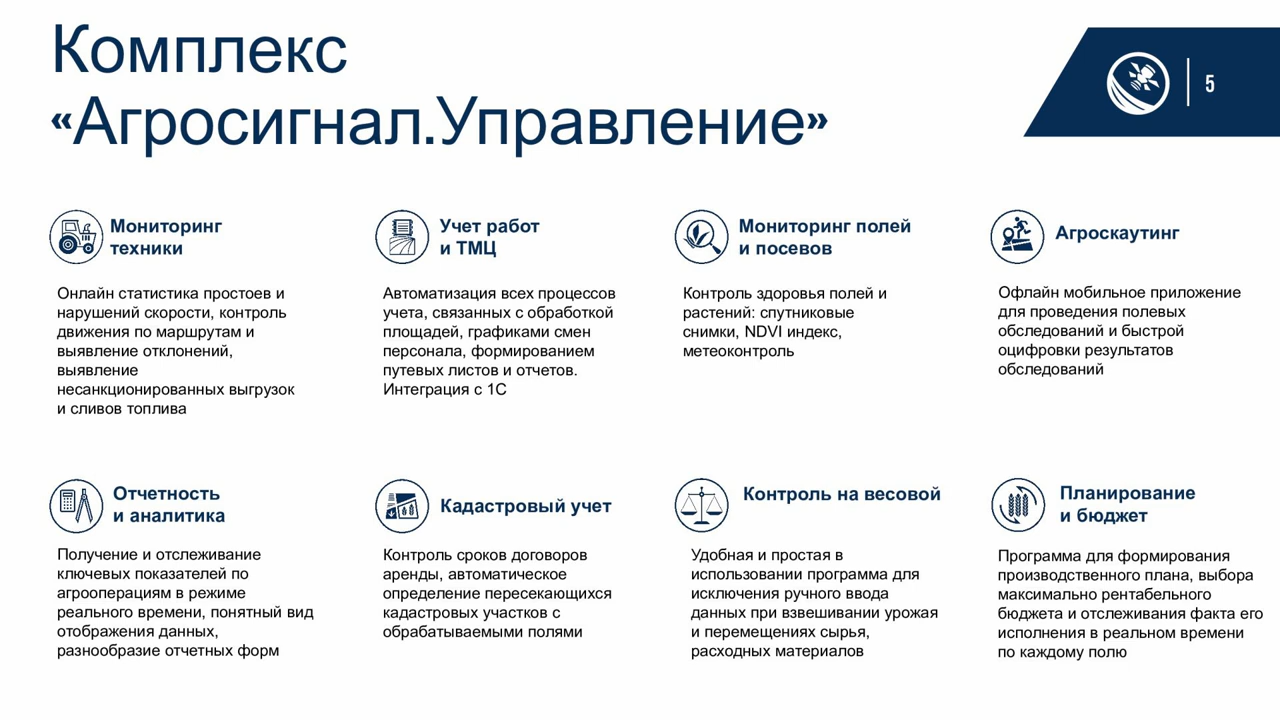 Комплекс
«Агросигнал.Управление»
5
Мониторинг
техники
Онлайн статистика простоев и
нарушений скорости, контроль
движения по маршрутам и
выявление отклонений,
выявление
несанкционированных выгрузок
и сливов топлива
Учет работ
и ТМЦ
Автоматизация всех процессов
учета, связанных с обработкой
площадей, графиками смен
персонала, формированием
путевых листов и отчетов.
Интеграция с 1С
Мониторинг полей
и посевов
Контроль здоровья полей и
растений: спутниковые
снимки, NDVI индекс,
метеоконтроль
Агроскаутинг
Офлайн мобильное приложение
для проведения полевых
обследований и быстрой
оцифровки результатов
обследований
Отчетность
и аналитика
Получение и отслеживание
ключевых показателей по
агрооперациям в режиме
реального времени, понятный вид
отображения данных,
разнообразие отчетных форм
Кадастровый учет
Контроль сроков договоров
аренды, автоматическое
определение пересекающихся
кадастровых участков с
обрабатываемыми полями
Контроль на весовой
Удобная и простая в
использовании программа для
исключения ручного ввода
данных при взвешивании урожая
и перемещениях сырья,
расходных материалов
Планирование
и бюджет
Программа для формирования
производственного плана, выбора
максимально рентабельного
бюджета и отслеживания факта его
исполнения в реальном времени
по каждому полю